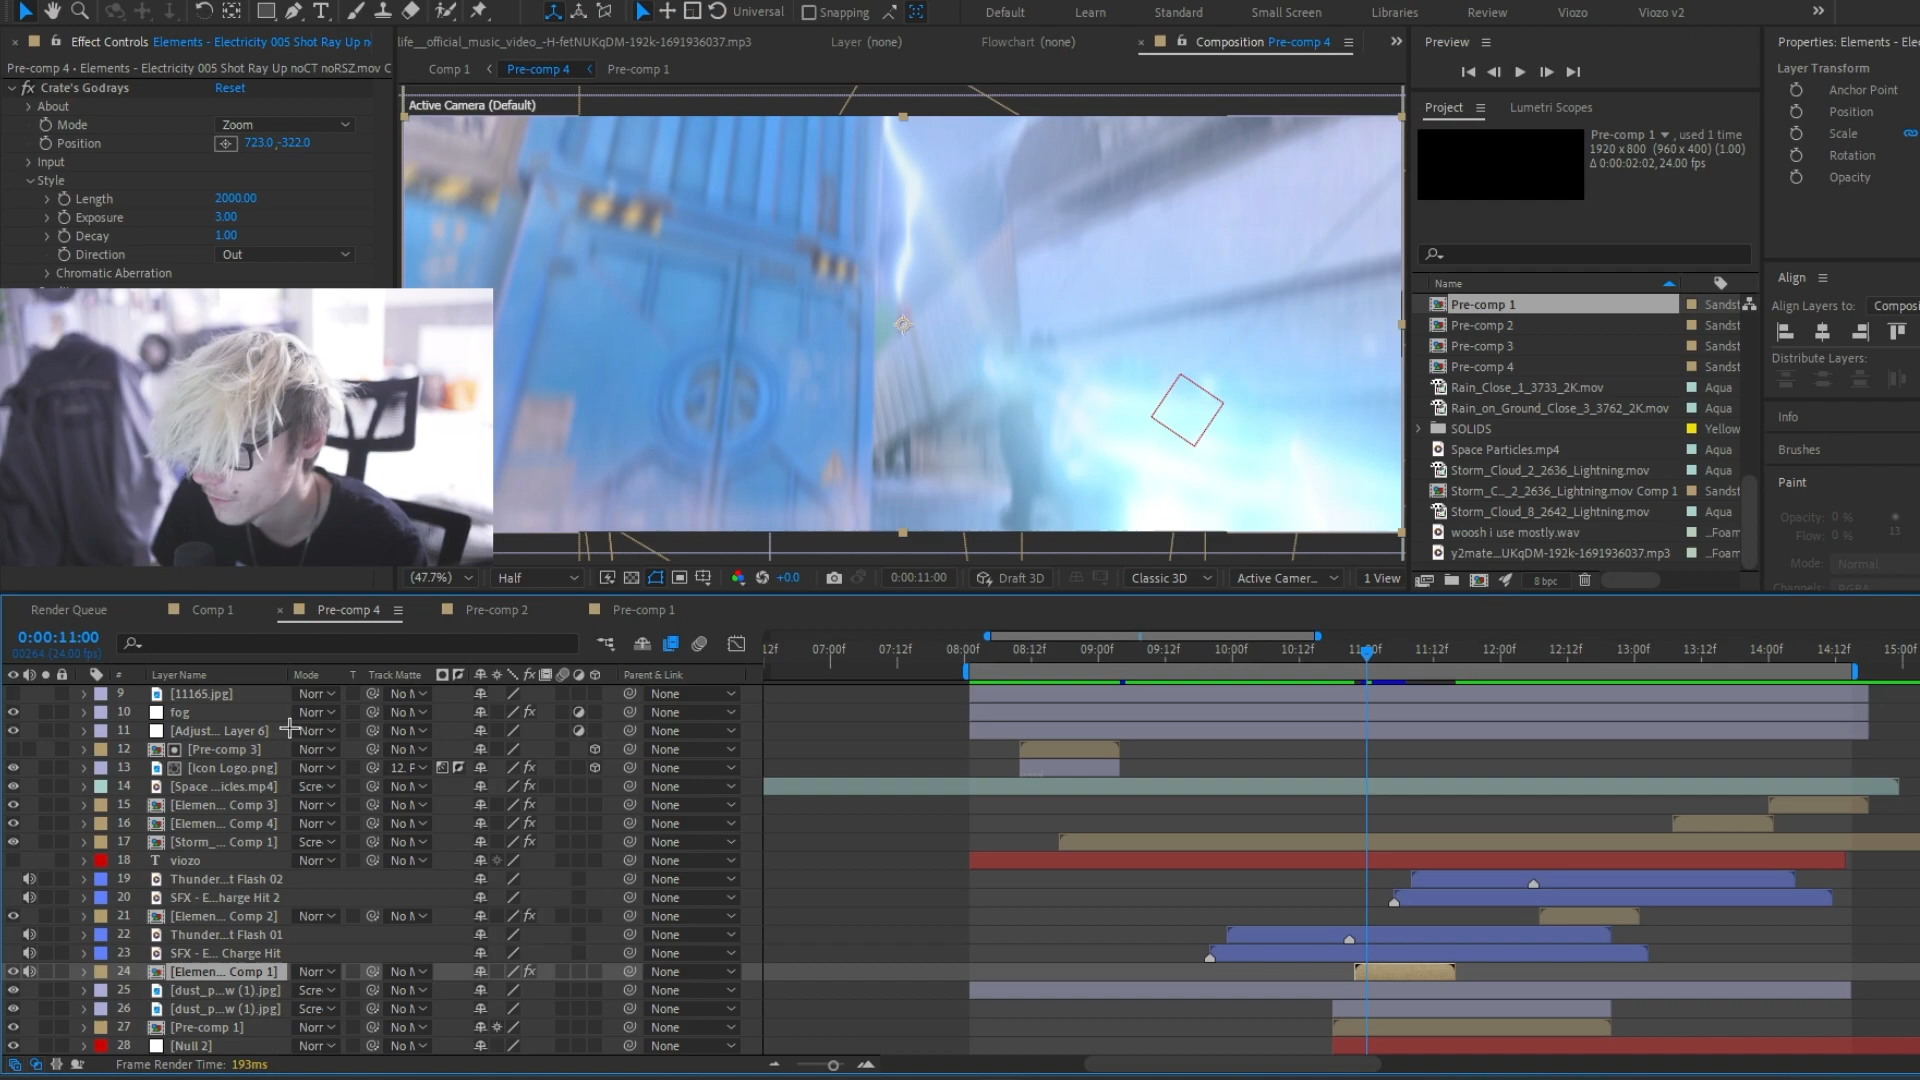 Universal
Snapping
Default
Learn
Standard
Small Screen
Libraries
Review
Viozo
Viozo v2
Effect Controls Elements - Electricity 005 Shot Ray Up n
life__official_music_video_-H-fetNUKqDM-192k-1691936037.mp3
Layer (none)
Flowchart (none)
Composition Pre-comp 4
Preview
Properties: Elements - Ele
Pre-comp 4 • Elements - Electricity 005 Shot Ray Up noCT noRSZ.mov C
Comp 1
Pre-comp 4
Pre-comp 1
Layer Transform
Crate's Godrays
Reset
About
Mode
Zoom
Position
723.0,-322.0
Input
Style
Length
2000.00
Exposure
3.00
Decay
1.00
Direction
Out
Chromatic Aberration
Active Camera (Default)
Project
Lumetri Scopes
Pre-comp 1 , used 1 time
1920 x 800 (960 x 400) (1.00)
Δ 0:00:02:02, 24.00 fps
Anchor Point
Position
Scale
Rotation
Opacity
Name
Pre-comp 1
Sandst
Pre-comp 2
Sandst
Pre-comp 3
Sandst
Pre-comp 4
Sandst
Rain_Close_1_3733_2K.mov
Aqua
Rain_on_Ground_Close_3_3762_2K.mov
Aqua
SOLIDS
Yellow
Space Particles.mp4
Aqua
Storm_Cloud_2_2636_Lightning.mov
Aqua
Storm_C..._2_2636_Lightning.mov Comp 1
Sandst
Storm_Cloud_8_2642_Lightning.mov
Aqua
woosh i use mostly.wav
..Foam
y2mate...UKqDM-192k-1691936037.mp3
..Foam
8 bpc
Align
Align Layers to:
Composi
Distribute Layers:
Info
Brushes
Paint
Opacity: 0 %
Flow: 0 %
13
Mode: Normal
Channels: RGBA
(47.7%)
Half
+0.0
0:00:11:00
Draft 3D
Classic 3D
Active Camer...
1 View
Render Queue
Comp 1
Pre-comp 4
Pre-comp 2
Pre-comp 1
0:00:11:00
00264 (24.00 fps)
12f 07:00f 07:12f 08:00f 08:12f 09:00f 09:12f 10:00f 10:12f 11:00f 11:12f 12:00f 12:12f 13:00f 13:12f 14:00f 14:12f 15:00f
# Layer Name Mode T Track Matte Parent & Link
9 [11165.jpg] Norr No M None
10 fog Norr No M None
11 [Adjust... Layer 6] Norr No M None
12 [Pre-comp 3] Norr No M None
13 [Icon Logo.png] Norr 12. F None
14 [Space ...icles.mp4] Scre No M None
15 [Elemen... Comp 3] Norr No M None
16 [Elemen... Comp 4] Norr No M None
17 [Storm_... Comp 1] Scre No M None
18 T viozo Norr No M None
19 Thunder...t Flash 02 None
20 SFX - E...harge Hit 2 None
21 [Elemen... Comp 2] Norr No M None
22 Thunder...t Flash 01 None
23 SFX - E... Charge Hit None
24 [Elemen... Comp 1] Norr No M None
25 [dust_p...w (1).jpg] Scre No M None
26 [dust_p...w (1).jpg] Scre No M None
27 [Pre-comp 1] Norr No M None
28 [Null 2] Norr No M None
Frame Render Time: 193ms